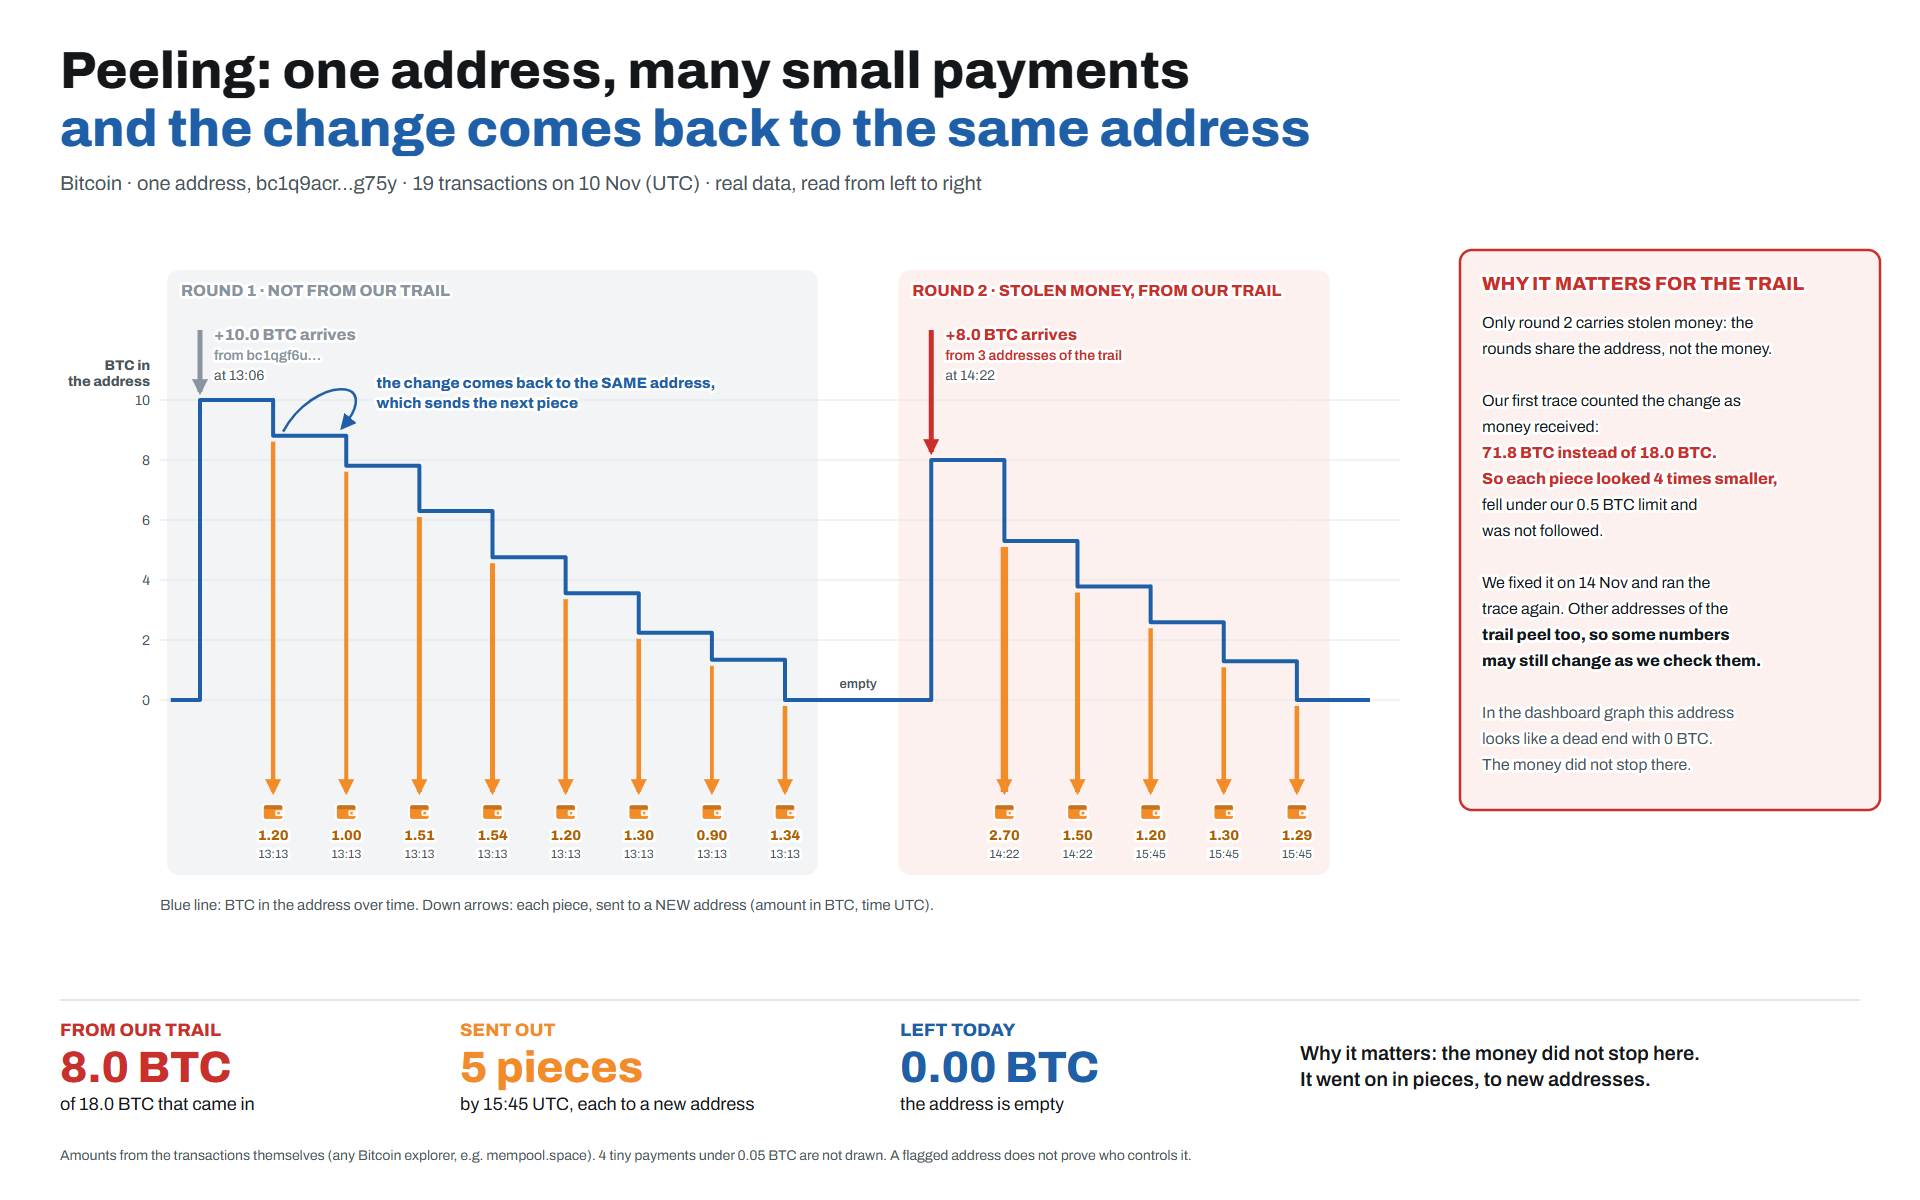 Peeling: one address, many small payments
and the change comes back to the same address
Bitcoin · one address, bc1q9acr...g75y · 19 transactions on 10 Nov (UTC) · real data, read from left to right
ROUND 1 · NOT FROM OUR TRAIL
+10.0 BTC arrives
from bc1qgf6u...
at 13:06
the change comes back to the SAME address,
which sends the next piece
BTC in
the address
10
8
6
4
2
0
empty
1.20
1.00
1.51
1.54
1.20
1.30
0.90
1.34
13:13
13:13
13:13
13:13
13:13
13:13
13:13
13:13
ROUND 2 · STOLEN MONEY, FROM OUR TRAIL
+8.0 BTC arrives
from 3 addresses of the trail
at 14:22
2.70
1.50
1.20
1.30
1.29
14:22
14:22
15:45
15:45
15:45
Blue line: BTC in the address over time. Down arrows: each piece, sent to a NEW address (amount in BTC, time UTC).
WHY IT MATTERS FOR THE TRAIL
Only round 2 carries stolen money: the
rounds share the address, not the money.
Our first trace counted the change as
money received:
71.8 BTC instead of 18.0 BTC.
So each piece looked 4 times smaller,
fell under our 0.5 BTC limit and
was not followed.
We fixed it on 14 Nov and ran the
trace again. Other addresses of the
trail peel too, so some numbers
may still change as we check them.
In the dashboard graph this address
looks like a dead end with 0 BTC.
The money did not stop there.
FROM OUR TRAIL
8.0 BTC
of 18.0 BTC that came in
SENT OUT
5 pieces
by 15:45 UTC, each to a new address
LEFT TODAY
0.00 BTC
the address is empty
Why it matters: the money did not stop here.
It went on in pieces, to new addresses.
Amounts from the transactions themselves (any Bitcoin explorer, e.g. mempool.space). 4 tiny payments under 0.05 BTC are not drawn. A flagged address does not prove who controls it.